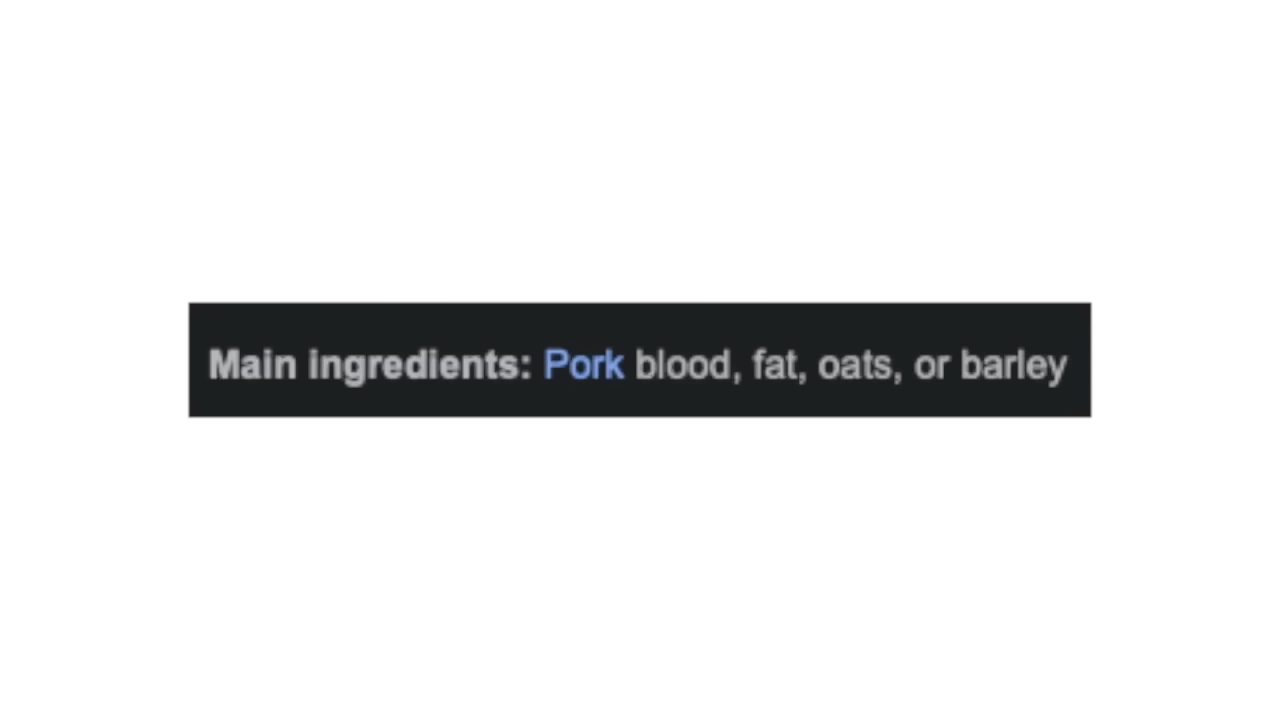 Main ingredients: Pork blood, fat, oats, or barley